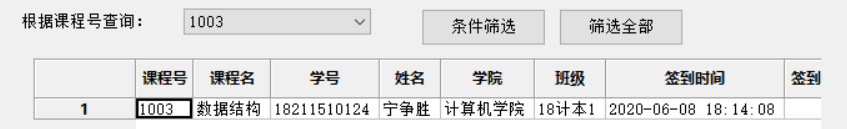 根据课程号查询: 1003 条件筛选 筛选全部
课程号 课程名 学号 姓名 学院 班级 签到时间 签到
1 1003 数据结构 18211510124 宁争胜 计算机学院 18计本1 2020-06-08 18:14:08